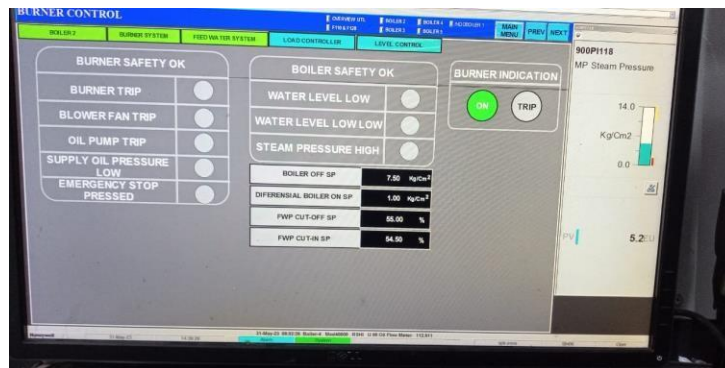 BURNER CONTROL
BOILER 2
BURNER SYSTEM
FEED WATER SYSTEM
LOAD CONTROLLER
LEVEL CONTROL
MAIN MENU
PREV
NEXT
BURNER SAFETY OK
BURNER TRIP
BLOWER FAN TRIP
OIL PUMP TRIP
SUPPLY OIL PRESSURE
LOW
EMERGENCY STOP
PRESSED
BOILER SAFETY OK
WATER LEVEL LOW
WATER LEVEL LOW LOW
STEAM PRESSURE HIGH
BOILER OFF SP 7.50 Kg/Cm2
DIFERENSIAL BOILER ON SP 1.00 Kg/Cm2
FWP CUT-OFF SP 55.00 %
FWP CUT-IN SP 54.50 %
BURNER INDICATION
ON
TRIP
900PI118
MP Steam Pressure
14.0
Kg/Cm2
0.0
PV 5.2 EU
Honeywell
DELL